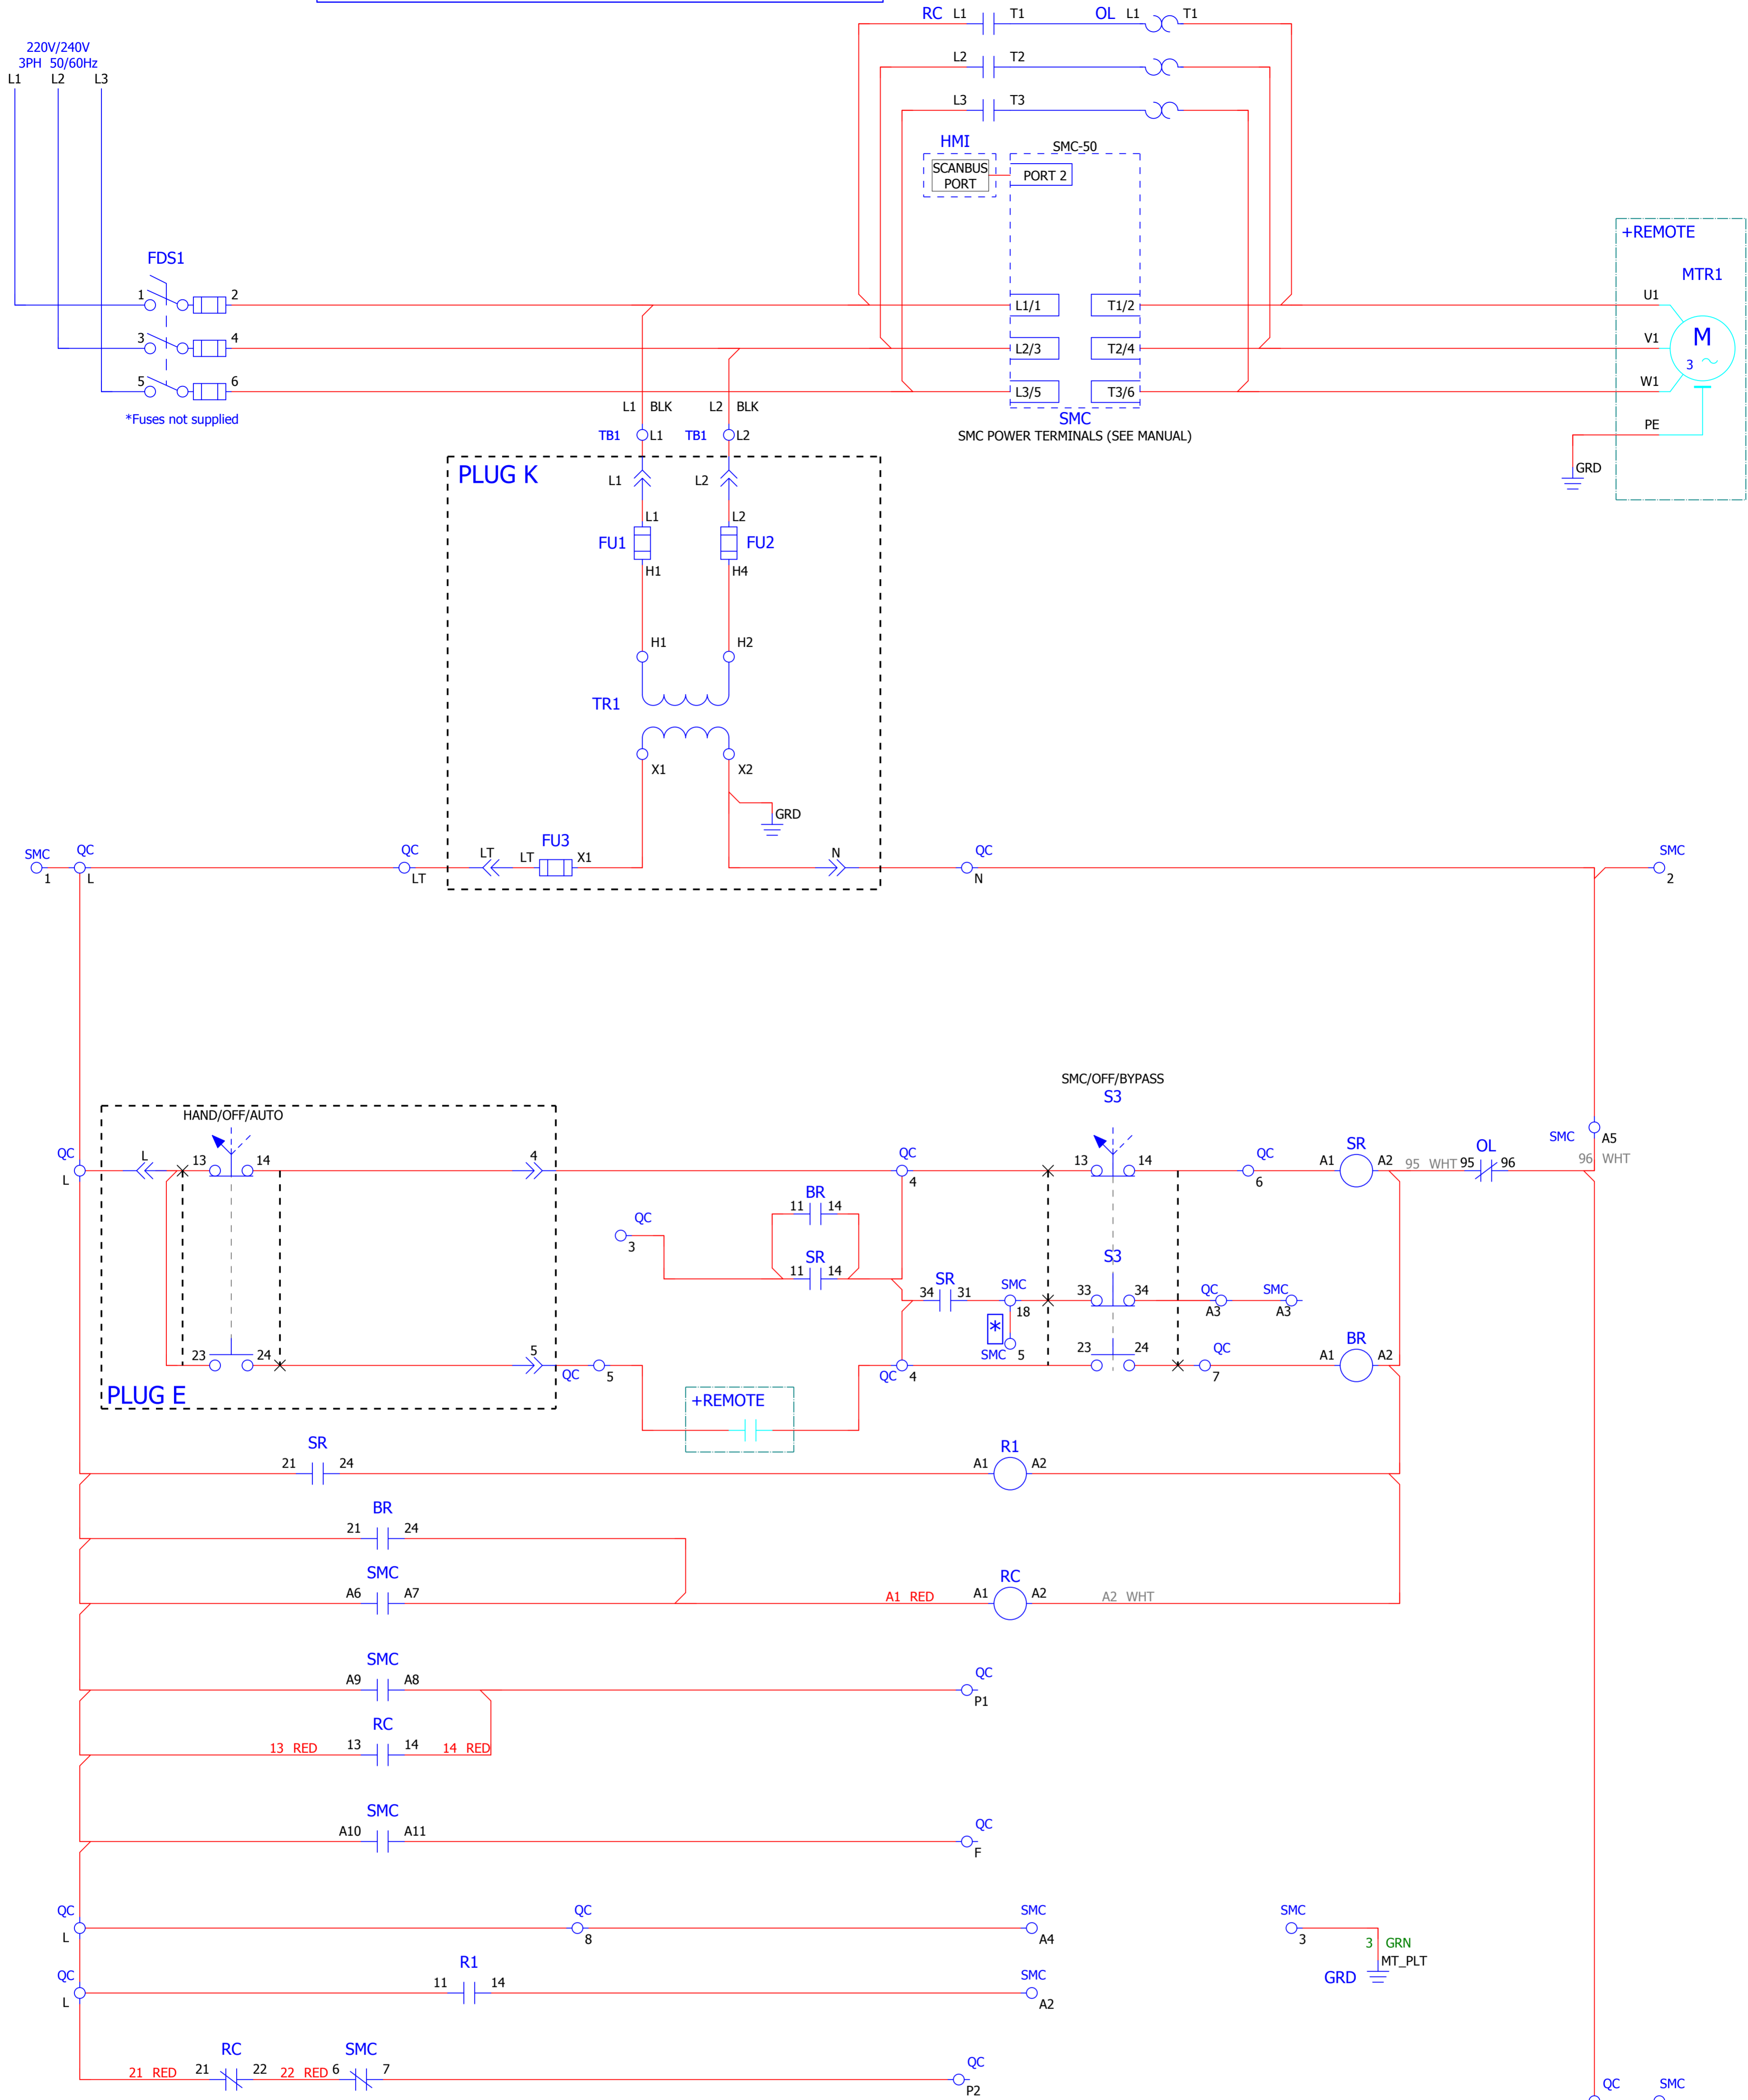 RC L1 T1 OL L1 T1
220V/240V
3PH 50/60Hz
L1 L2 L3
L2 T2
L3 T3
HMI
SMC-50
SCANBUS
PORT
PORT 2
+REMOTE
MTR1
FDS1
1 2
L1/1 T1/2
U1
3 4
L2/3 T2/4
V1
M
3
5 6
L3/5 T3/6
W1
*Fuses not supplied
L1 BLK L2 BLK
SMC
SMC POWER TERMINALS (SEE MANUAL)
PE
TB1 L1 TB1 L2
GRD
PLUG K
L1 L2
L1 L2
FU1 FU2
H1 H4
H1 H2
TR1
X1 X2
GRD
FU3
SMC QC QC LT LT X1 N QC SMC
1 L LT N 2
SMC/OFF/BYPASS
S3
HAND/OFF/AUTO
SMC A5
QC L 13 14 4 QC 13 14 QC SR A1 A2 95 WHT 95 OL 96 96 WHT
L 4 6
BR
11 14
QC
3
SR
11 14
S3
SR
34 31 SMC 33 34 QC SMC
18 A3 A3
*
SMC 5
23 24 5 QC 5 QC 4 23 24 QC 7 BR A1 A2
PLUG E
+REMOTE
SR
21 24
R1
A1 A2
BR
21 24
SMC
A6 A7
A1 RED
RC
A1 A2
A2 WHT
SMC
A9 A8
QC
P1
RC
13 RED 13 14 14 RED
SMC
A10 A11
QC
F
QC QC SMC SMC
L 8 A4 3
3 GRN
MT_PLT
GRD
QC R1 SMC
L 11 14 A2
RC SMC
21 RED 21 22 22 RED 6 7
QC
P2
QC SMC